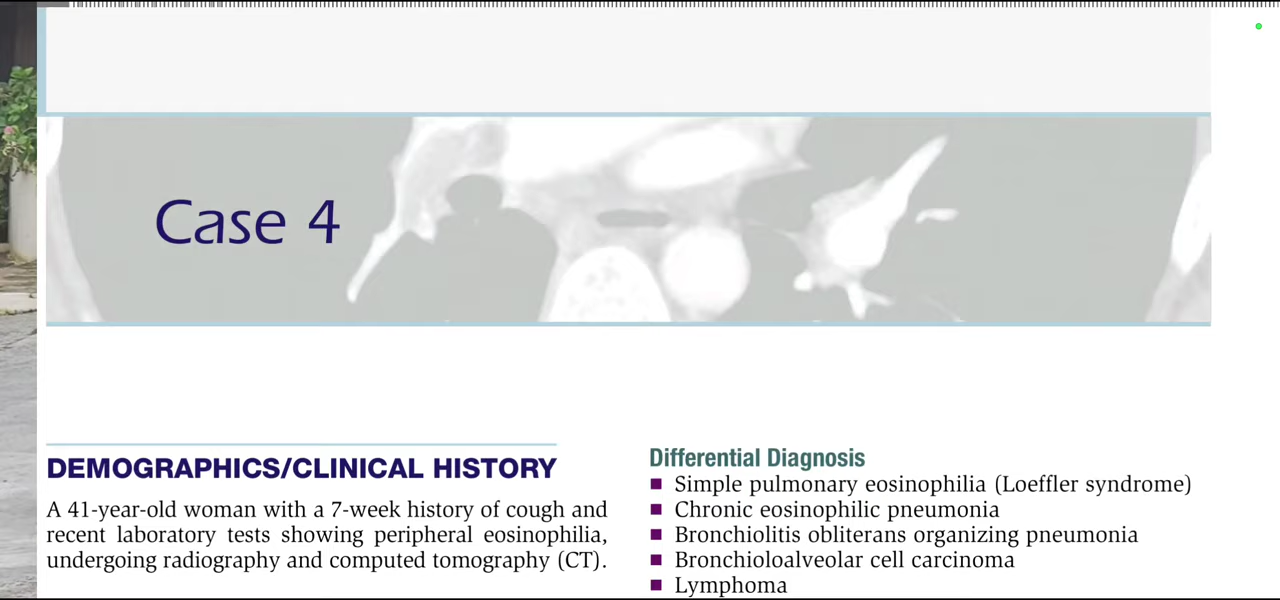 Case 4
DEMOGRAPHICS/CLINICAL HISTORY
A 41-year-old woman with a 7-week history of cough and
recent laboratory tests showing peripheral eosinophilia,
undergoing radiography and computed tomography (CT).
Differential Diagnosis
■ Simple pulmonary eosinophilia (Loeffler syndrome)
■ Chronic eosinophilic pneumonia
■ Bronchiolitis obliterans organizing pneumonia
■ Bronchioloalveolar cell carcinoma
■ Lymphoma